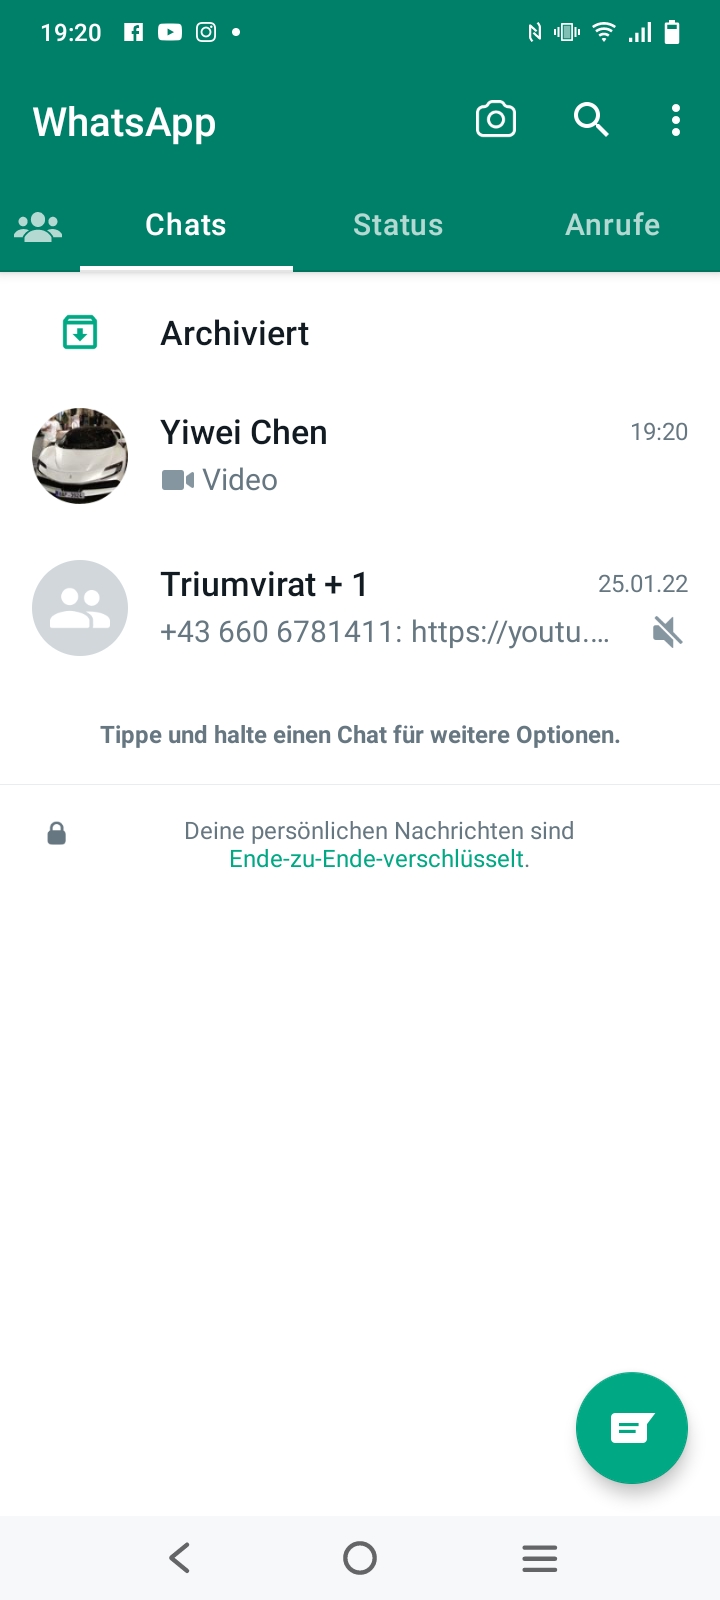 19:20
WhatsApp
Chats Status Anrufe
Archiviert
Yiwei Chen 19:20
Video
Triumvirat + 1 25.01.22
+43 660 6781411: https://youtu....
Tippe und halte einen Chat für weitere Optionen.
Deine persönlichen Nachrichten sind
Ende-zu-Ende-verschlüsselt.